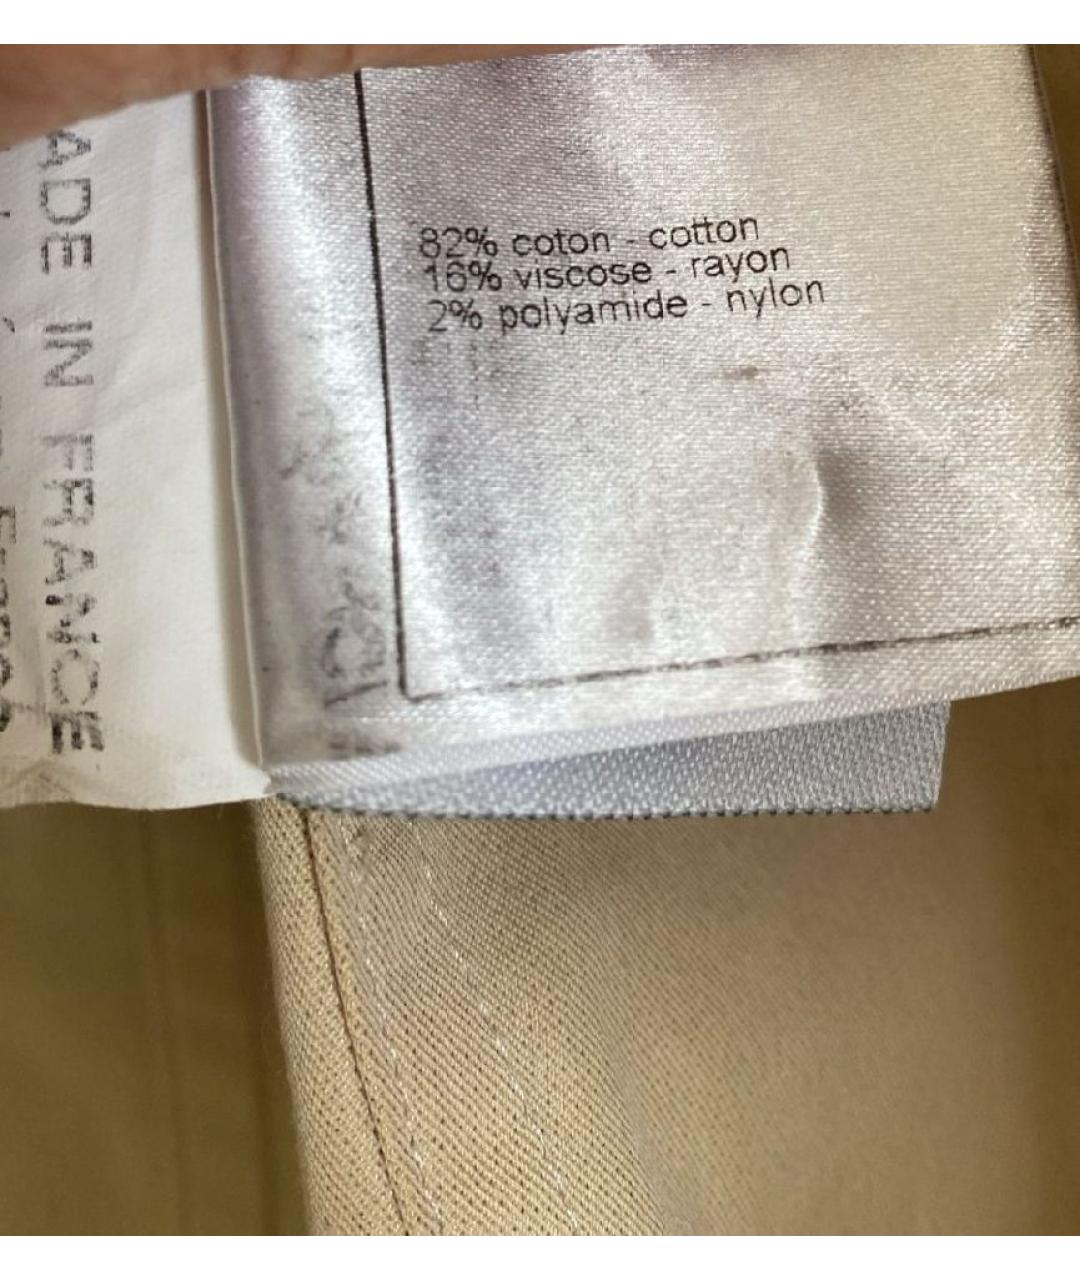 82% coton - cotton
16% viscose - rayon
2% polyamide - nylon
ADE IN FRANCE